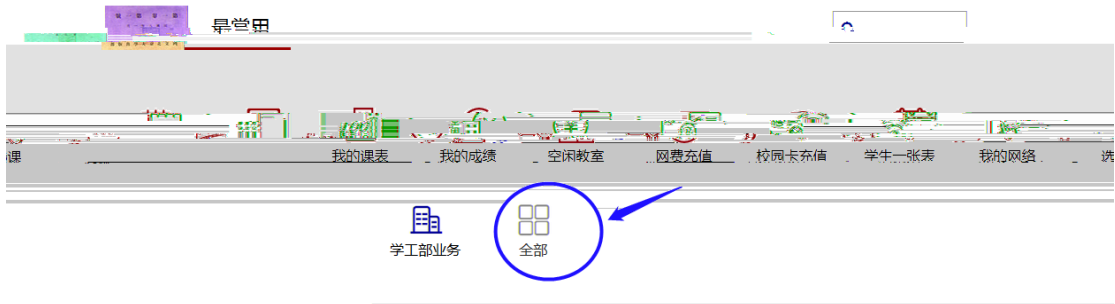 最常用
课 我的课表 我的成绩 空闲教室 网费充值 校园卡充值 学生一张表 我的网络 选
学工部业务 全部